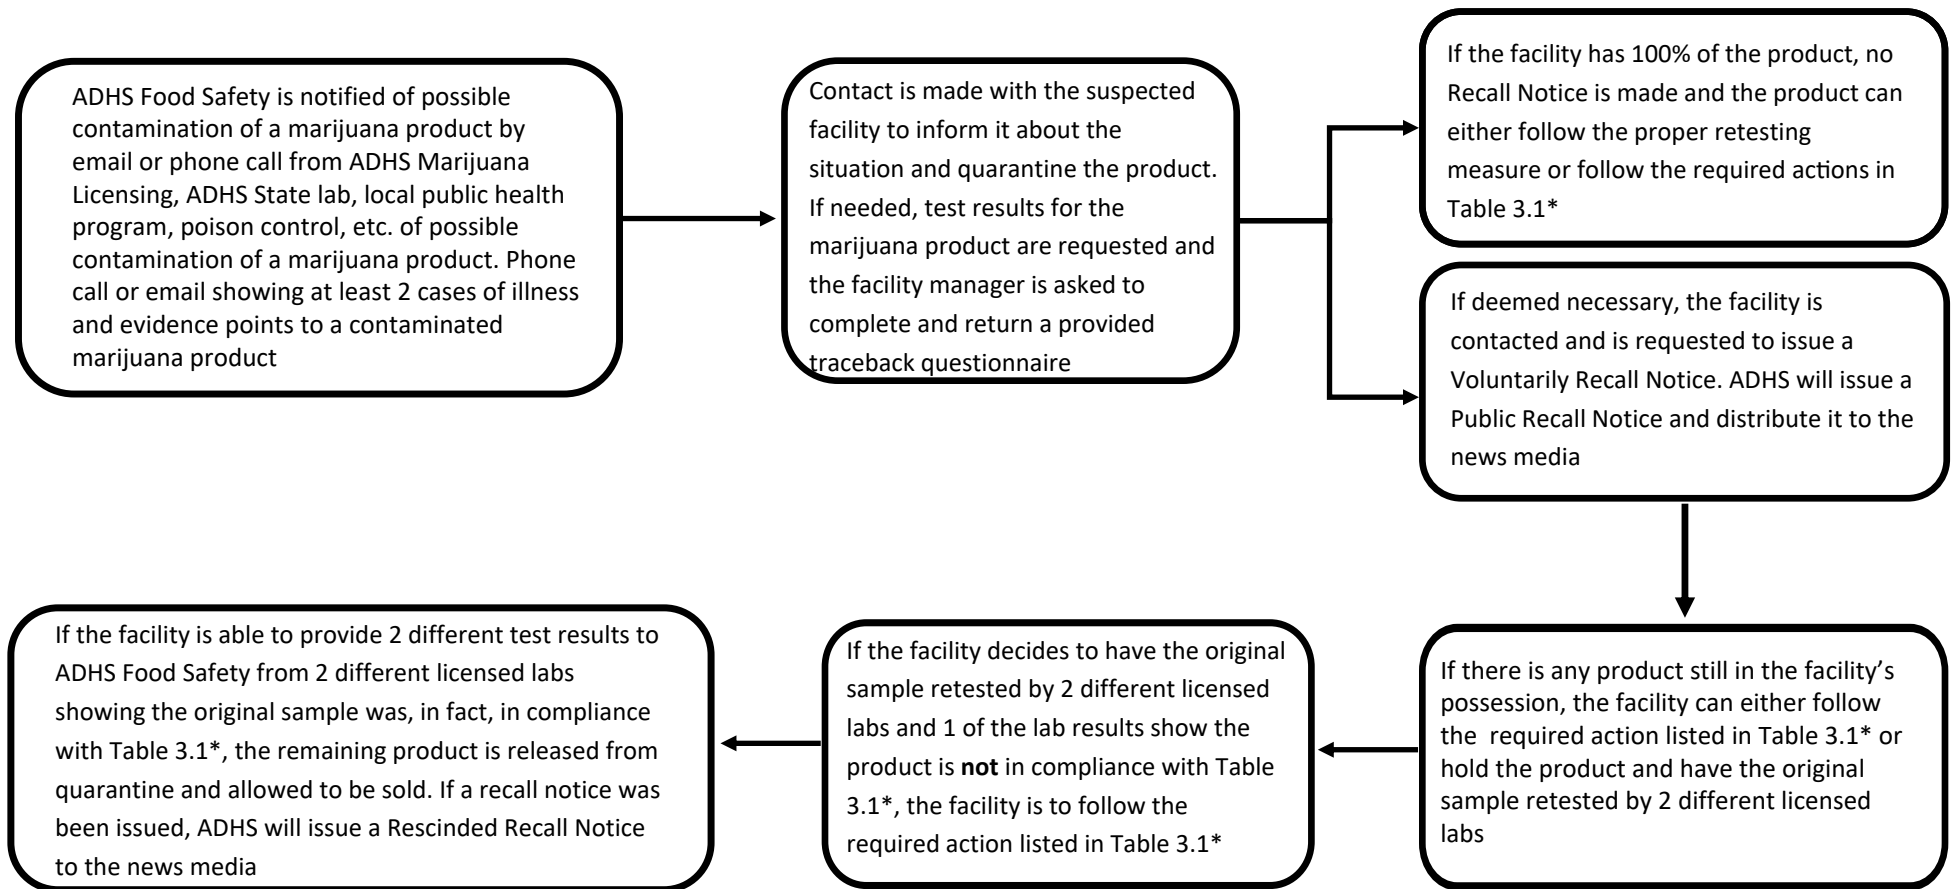 ADHS Food Safety is notified of possible
contamination of a marijuana product by
email or phone call from ADHS Marijuana
Licensing, ADHS State lab, local public health
program, poison control, etc. of possible
contamination of a marijuana product. Phone
call or email showing at least 2 cases of illness
and evidence points to a contaminated
marijuana product
Contact is made with the suspected
facility to inform it about the
situation and quarantine the product.
If needed, test results for the
marijuana product are requested and
the facility manager is asked to
complete and return a provided
traceback questionnaire
If the facility has 100% of the product, no
Recall Notice is made and the product can
either follow the proper retesting
measure or follow the required actions in
Table 3.1*
If deemed necessary, the facility is
contacted and is requested to issue a
Voluntarily Recall Notice. ADHS will issue a
Public Recall Notice and distribute it to the
news media
If there is any product still in the facility’s
possession, the facility can either follow
the required action listed in Table 3.1* or
hold the product and have the original
sample retested by 2 different licensed
labs
If the facility decides to have the original
sample retested by 2 different licensed
labs and 1 of the lab results show the
product is not in compliance with Table
3.1*, the facility is to follow the
required action listed in Table 3.1*
If the facility is able to provide 2 different test results to
ADHS Food Safety from 2 different licensed labs
showing the original sample was, in fact, in compliance
with Table 3.1*, the remaining product is released from
quarantine and allowed to be sold. If a recall notice was
been issued, ADHS will issue a Rescinded Recall Notice
to the news media